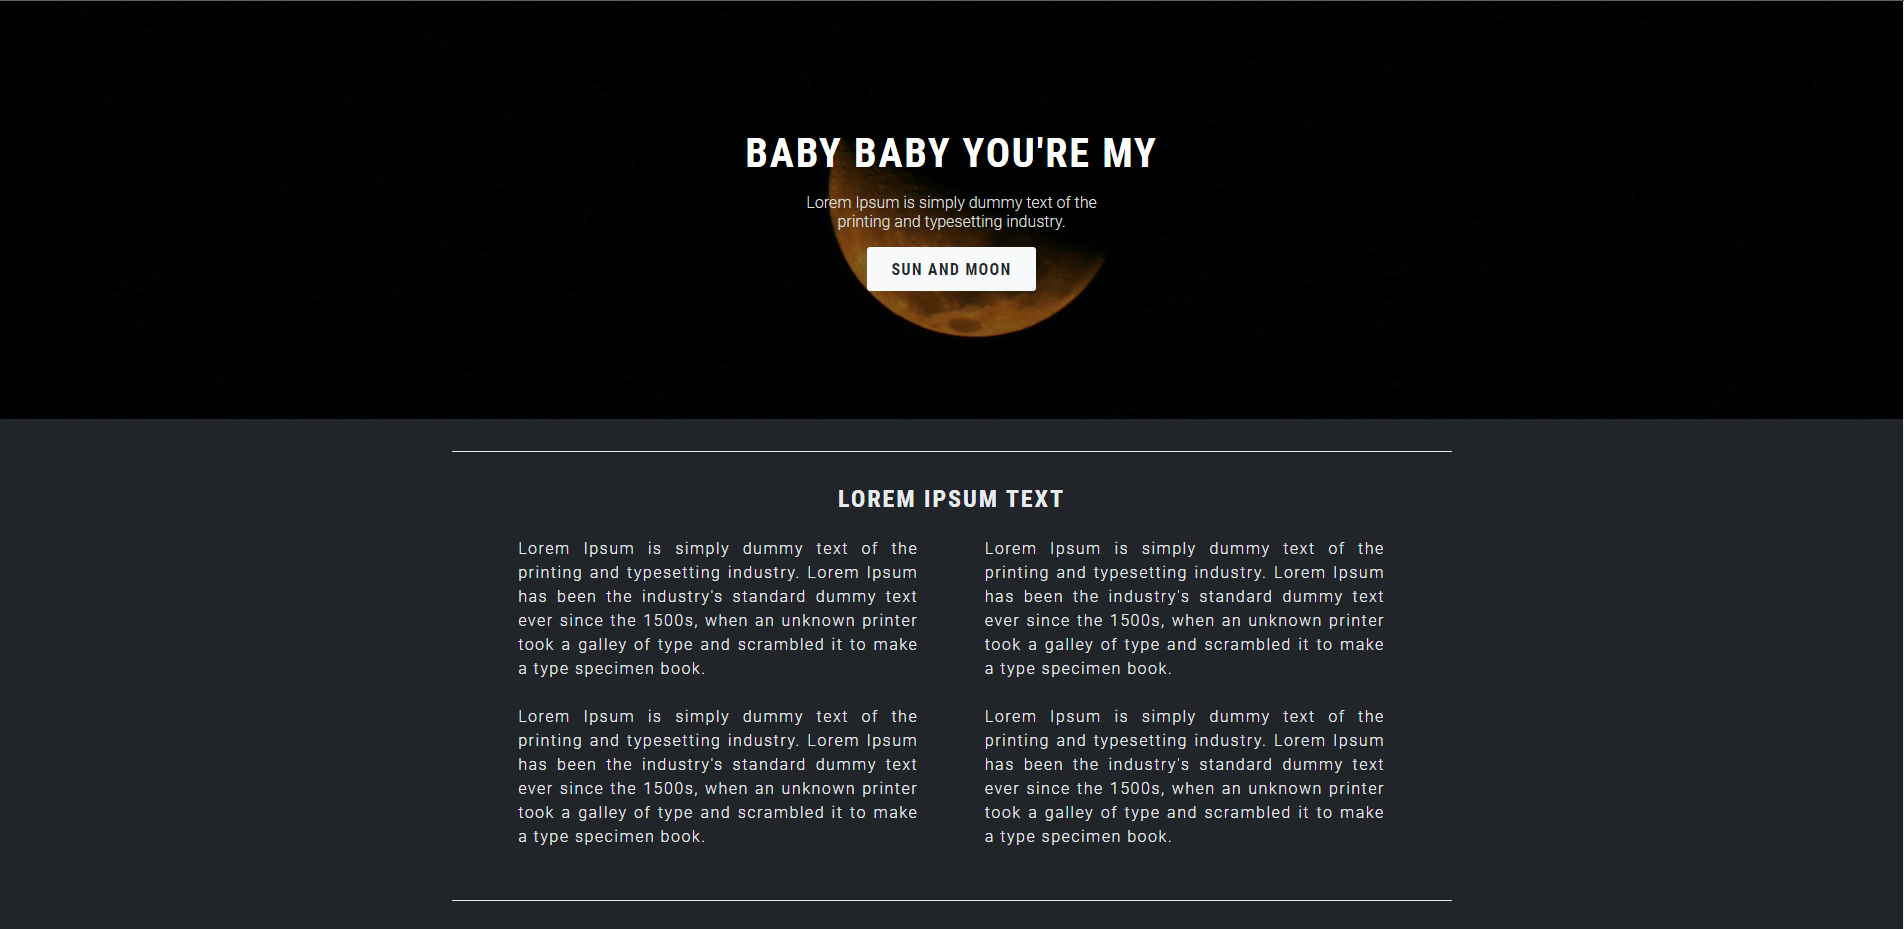 BABY BABY YOU'RE MY
Lorem Ipsum is simply dummy text of the
printing and typesetting industry.
SUN AND MOON
LOREM IPSUM TEXT
Lorem Ipsum is simply dummy text of the
printing and typesetting industry. Lorem Ipsum
has been the industry's standard dummy text
ever since the 1500s, when an unknown printer
took a galley of type and scrambled it to make
a type specimen book.
Lorem Ipsum is simply dummy text of the
printing and typesetting industry. Lorem Ipsum
has been the industry's standard dummy text
ever since the 1500s, when an unknown printer
took a galley of type and scrambled it to make
a type specimen book.
Lorem Ipsum is simply dummy text of the
printing and typesetting industry. Lorem Ipsum
has been the industry's standard dummy text
ever since the 1500s, when an unknown printer
took a galley of type and scrambled it to make
a type specimen book.
Lorem Ipsum is simply dummy text of the
printing and typesetting industry. Lorem Ipsum
has been the industry's standard dummy text
ever since the 1500s, when an unknown printer
took a galley of type and scrambled it to make
a type specimen book.